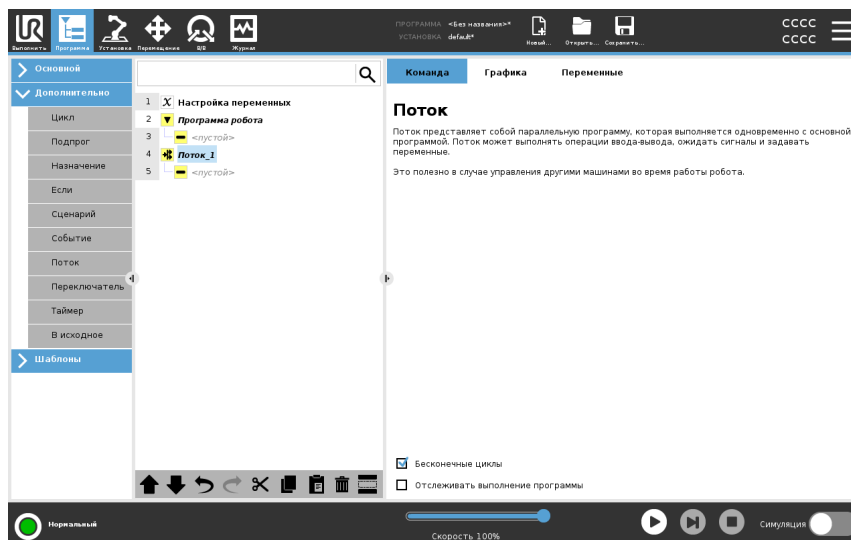 UR
ПРОГРАММА <Без названия>*
УСТАНОВКА default*
CCCC
CCCC
Выполнить Программа Установка Перемещение В/В Журнал
Новый... Открыть... Сохранить...
Основной
Дополнительно
Цикл
Подпрог
Назначение
Если
Сценарий
Событие
Поток
Переключатель
Таймер
В исходное
Шаблоны
1 X Настройка переменных
2 Программа робота
3 <пустой>
4 Поток_1
5 <пустой>
Команда Графика Переменные
Поток
Поток представляет собой параллельную программу, которая выполняется одновременно с основной
программой. Поток может выполнять операции ввода-вывода, ожидать сигналы и задавать
переменные.
Это полезно в случае управления другими машинами во время работы робота.
Бесконечные циклы
Отслеживать выполнение программы
Нормальный
Скорость 100%
Симуляция